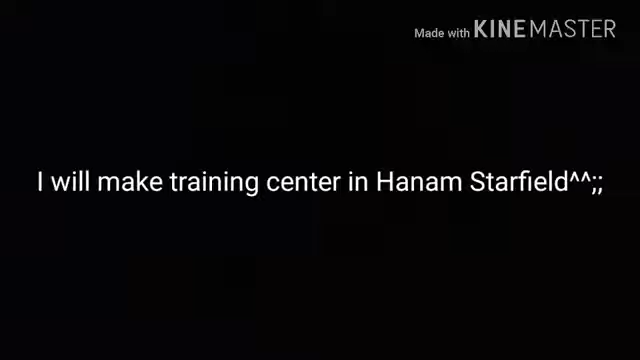 Made with KINEMASTER
I will make training center in Hanam Starfield^^;;